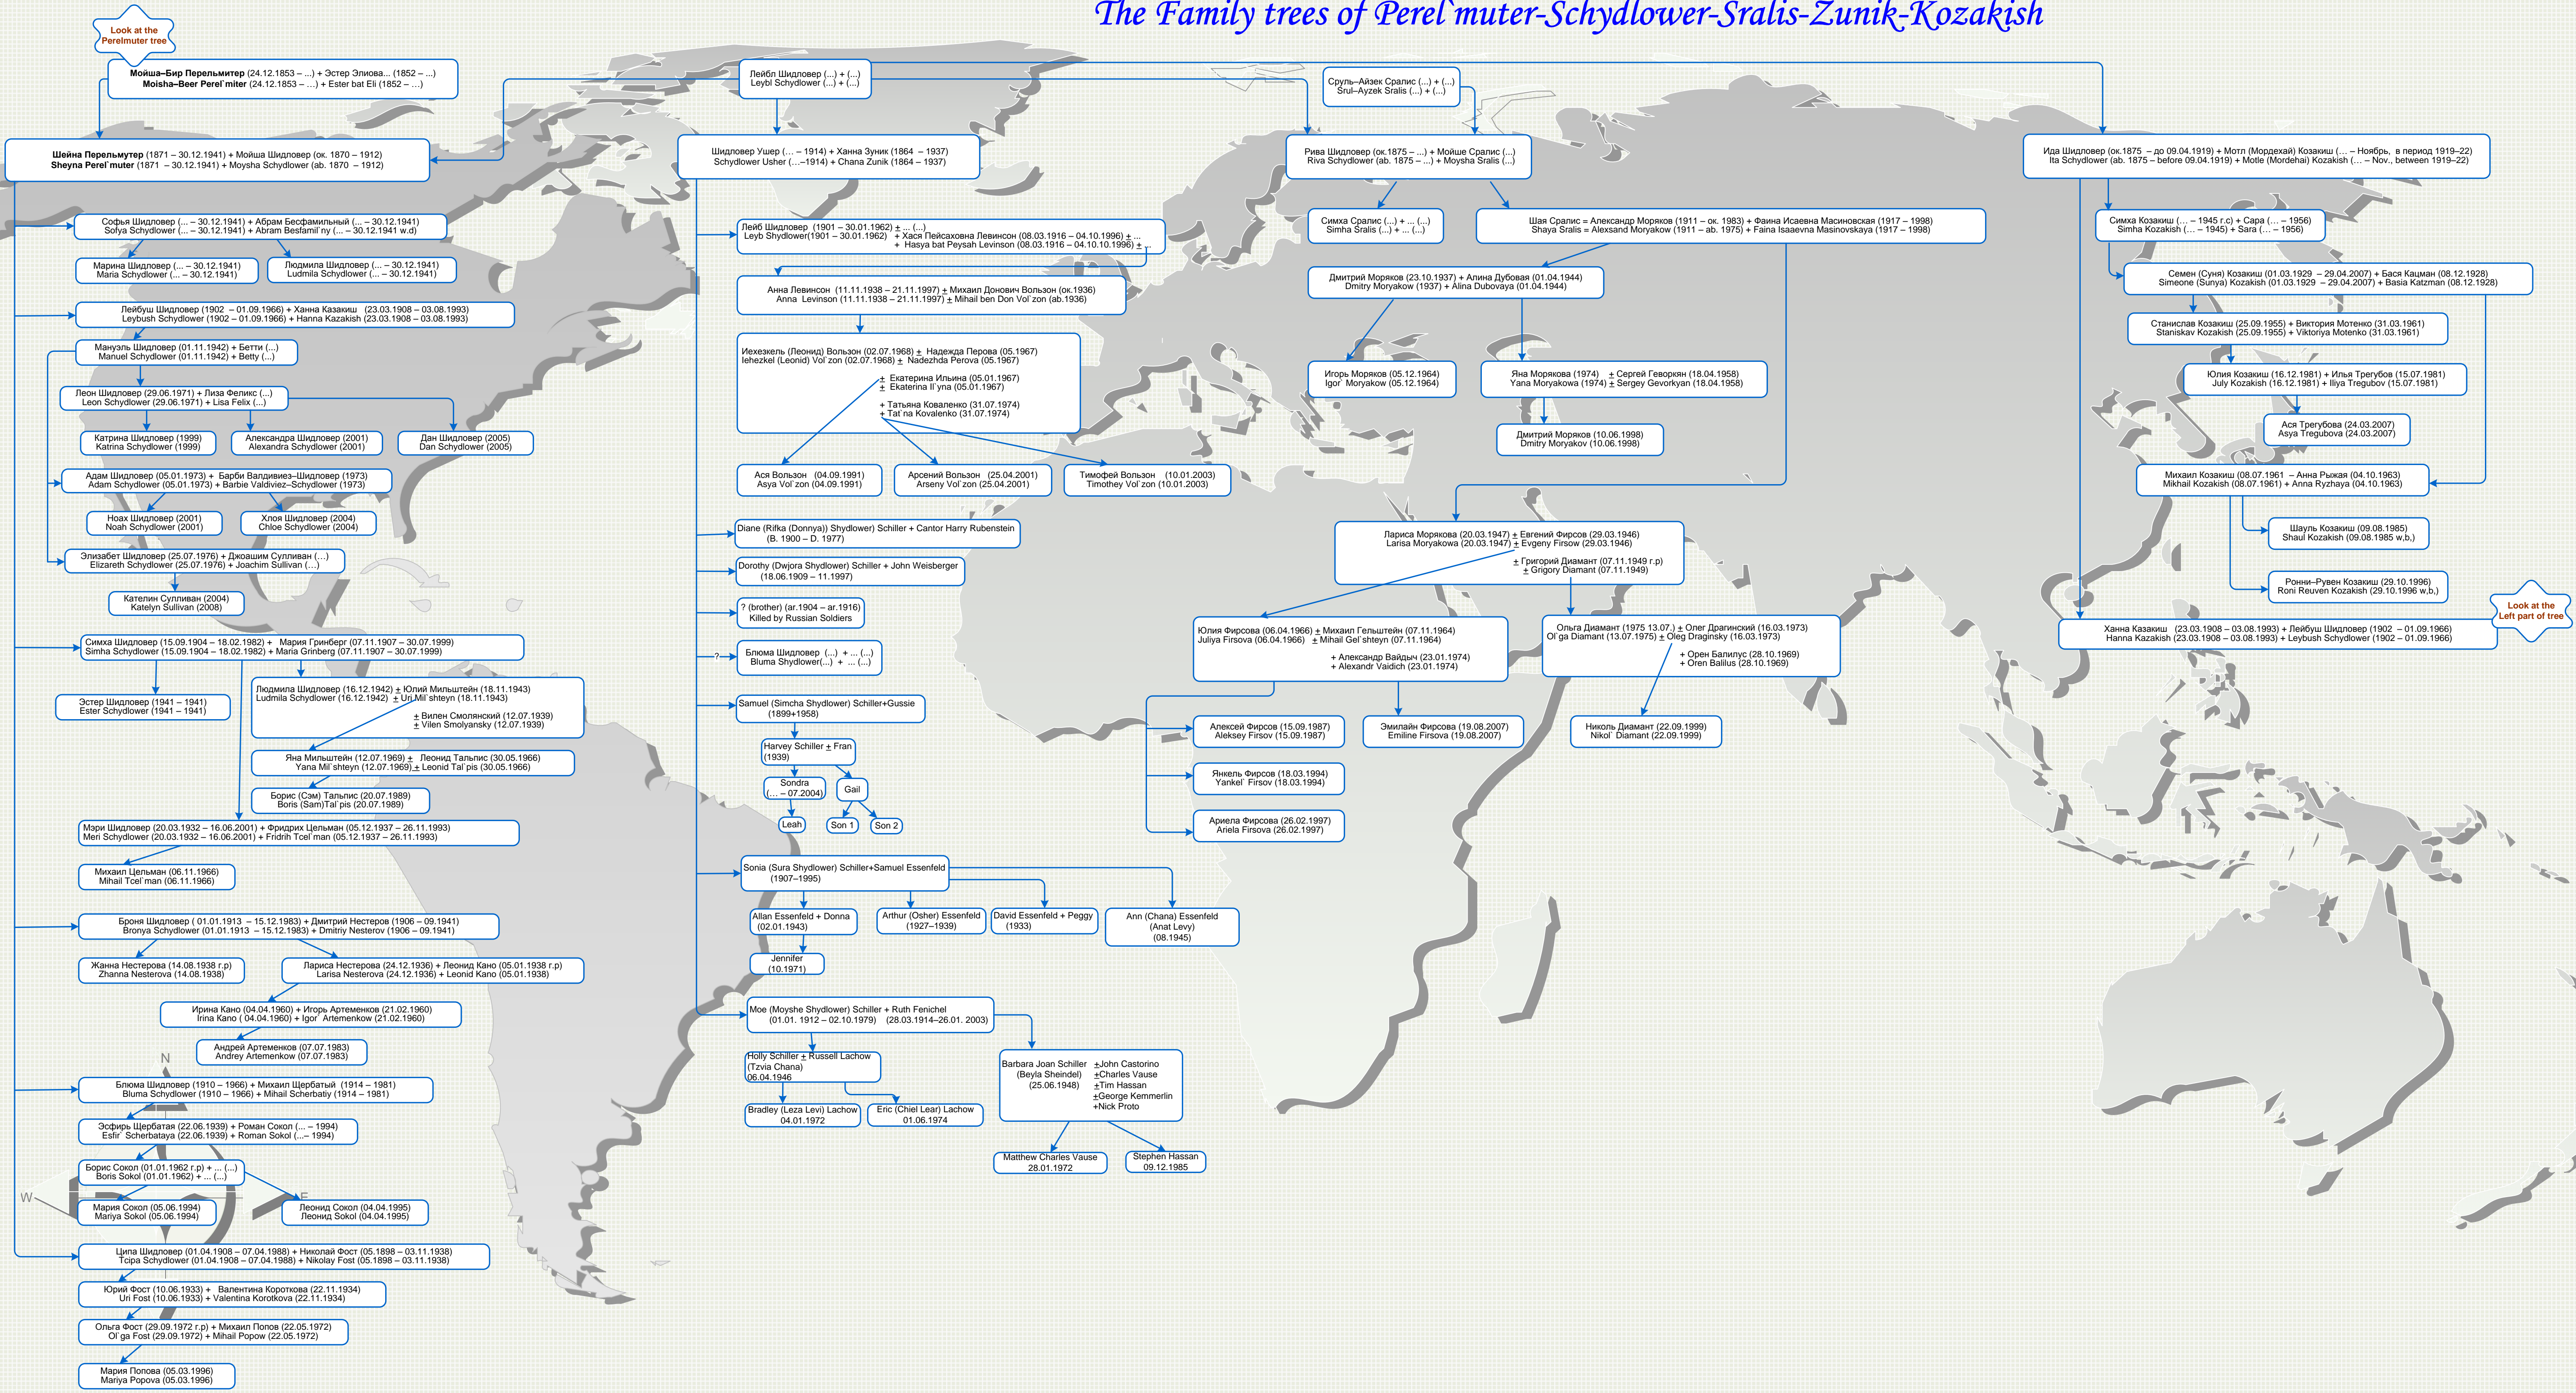 The Family trees of Perel`muter-Schydlower-Sralis-Zunik-Kozakish
Look at the
Perelmuter tree
Мойша–Бир Перельмитер (24.12.1853 – ...) + Эстер Элиова... (1852 – ...)
Moisha–Beer Perel`miter (24.12.1853 – …) + Ester bat Eli (1852 – …)
Лейбл Шидловер (...) + (...)
Leybl Schydlower (...) + (...)
Сруль–Айзек Сралис (...) + (...)
Srul–Ayzek Sralis (...) + (...)
Шейна Перельмутер (1871 – 30.12.1941) + Мойша Шидловер (ок. 1870 – 1912)
Sheyna Perel`muter (1871 – 30.12.1941) + Moysha Schydlower (ab. 1870 – 1912)
Шидловер Ушер (… – 1914) + Ханна Зуник (1864 – 1937)
Schydlower Usher (…–1914) + Chana Zunik (1864 – 1937)
Рива Шидловер (ок.1875 – ...) + Мойше Сралис (...)
Riva Schydlower (ab. 1875 – ...) + Moysha Sralis (...)
Ида Шидловер (ок.1875 – до 09.04.1919) + Мотл (Мордехай) Козакиш (… – Ноябрь, в период 1919–22)
Ita Schydlower (ab. 1875 – before 09.04.1919) + Motle (Mordehai) Kozakish (… – Nov., between 1919–22)
Софья Шидловер (... – 30.12.1941) + Абрам Бесфамильный (... – 30.12.1941)
Sofya Schydlower (... – 30.12.1941) + Abram Besfamil`ny (... – 30.12.1941 w.d)
Марина Шидловер (... – 30.12.1941)
Maria Schydlower (... – 30.12.1941)
Людмила Шидловер (... – 30.12.1941)
Ludmila Schydlower (... – 30.12.1941)
Лейбуш Шидловер (1902 – 01.09.1966) + Ханна Казакиш (23.03.1908 – 03.08.1993)
Leybush Schydlower (1902 – 01.09.1966) + Hanna Kazakish (23.03.1908 – 03.08.1993)
Мануэль Шидловер (01.11.1942) + Бетти (...)
Manuel Schydlower (01.11.1942) + Betty (...)
Леон Шидловер (29.06.1971) + Лиза Феликс (...)
Leon Schydlower (29.06.1971) + Lisa Felix (...)
Катрина Шидловер (1999)
Katrina Schydlower (1999)
Александра Шидловер (2001)
Alexandra Schydlower (2001)
Дан Шидловер (2005)
Dan Schydlower (2005)
Адам Шидловер (05.01.1973) + Барби Валдивиез–Шидловер (1973)
Adam Schydlower (05.01.1973) + Barbie Valdiviez–Schydlower (1973)
Ноах Шидловер (2001)
Noah Schydlower (2001)
Хлоя Шидловер (2004)
Chloe Schydlower (2004)
Элизабет Шидловер (25.07.1976) + Джоашим Сулливан (…)
Elizareth Schydlower (25.07.1976) + Joachim Sullivan (…)
Кателин Сулливан (2004)
Katelyn Sullivan (2008)
Симха Шидловер (15.09.1904 – 18.02.1982) + Мария Гринберг (07.11.1907 – 30.07.1999)
Simha Schydlower (15.09.1904 – 18.02.1982) + Maria Grinberg (07.11.1907 – 30.07.1999)
Эстер Шидловер (1941 – 1941)
Ester Schydlower (1941 – 1941)
Людмила Шидловер (16.12.1942) ± Юлий Мильштейн (18.11.1943)
Ludmila Schydlower (16.12.1942) ± Uri Mil`shteyn (18.11.1943)
± Вилен Смолянский (12.07.1939)
± Vilen Smolyansky (12.07.1939)
Яна Мильштейн (12.07.1969) ± Леонид Тальпис (30.05.1966)
Yana Mil`shteyn (12.07.1969) ± Leonid Tal`pis (30.05.1966)
Борис (Сэм) Тальпис (20.07.1989)
Boris (Sam)Tal`pis (20.07.1989)
Мэри Шидловер (20.03.1932 – 16.06.2001) + Фридрих Цельман (05.12.1937 – 26.11.1993)
Meri Schydlower (20.03.1932 – 16.06.2001) + Fridrih Tcel`man (05.12.1937 – 26.11.1993)
Михаил Цельман (06.11.1966)
Mihail Tcel`man (06.11.1966)
Броня Шидловер ( 01.01.1913 – 15.12.1983) + Дмитрий Нестеров (1906 – 09.1941)
Bronya Schydlower (01.01.1913 – 15.12.1983) + Dmitriy Nesterov (1906 – 09.1941)
Жанна Нестерова (14.08.1938 г.р)
Zhanna Nesterova (14.08.1938)
Лариса Нестерова (24.12.1936) + Леонид Кано (05.01.1938 г.р)
Larisa Nesterova (24.12.1936) + Leonid Kano (05.01.1938)
Ирина Кано (04.04.1960) + Игорь Артеменков (21.02.1960)
Irina Kano ( 04.04.1960) + Igor` Artemenkow (21.02.1960)
Андрей Артеменков (07.07.1983)
Andrey Artemenkow (07.07.1983)
N
Блюма Шидловер (1910 – 1966) + Михаил Щербатый (1914 – 1981)
Bluma Schydlower (1910 – 1966) + Mihail Scherbatiy (1914 – 1981)
Эсфирь Щербатая (22.06.1939) + Роман Сокол (... – 1994)
Esfir` Scherbataya (22.06.1939) + Roman Sokol (...– 1994)
Борис Сокол (01.01.1962 г.р) + ... (...)
Boris Sokol (01.01.1962) + ... (...)
W
E
Мария Сокол (05.06.1994)
Mariya Sokol (05.06.1994)
Леонид Сокол (04.04.1995)
Леонид Sokol (04.04.1995)
Ципа Шидловер (01.04.1908 – 07.04.1988) + Николай Фост (05.1898 – 03.11.1938)
Tcipa Schydlower (01.04.1908 – 07.04.1988) + Nikolay Fost (05.1898 – 03.11.1938)
Юрий Фост (10.06.1933) + Валентина Короткова (22.11.1934)
Uri Fost (10.06.1933) + Valentina Korotkova (22.11.1934)
Ольга Фост (29.09.1972 г.р) + Михаил Попов (22.05.1972)
Ol`ga Fost (29.09.1972) + Mihail Popow (22.05.1972)
Мария Попова (05.03.1996)
Mariya Popova (05.03.1996)
Лейб Шидловер (1901 – 30.01.1962) ± ... (...)
Leyb Shydlower(1901 – 30.01.1962) + Хася Пейсаховна Левинсон (08.03.1916 – 04.10.1996) ± ...
+ Hasya bat Peysah Levinson (08.03.1916 – 04.10.10.1996) ± ...
Анна Левинсон (11.11.1938 – 21.11.1997) ± Михаил Донович Вользон (ок.1936)
Anna Levinson (11.11.1938 – 21.11.1997) ± Mihail ben Don Vol`zon (ab.1936)
Иехезкель (Леонид) Вользон (02.07.1968) ± Надежда Перова (05.1967)
Iehezkel (Leonid) Vol`zon (02.07.1968) ± Nadezhda Perova (05.1967)
± Екатерина Ильина (05.01.1967)
± Ekaterina Il`yna (05.01.1967)
+ Татьяна Коваленко (31.07.1974)
+ Tat`na Kovalenko (31.07.1974)
Ася Вользон (04.09.1991)
Asya Vol`zon (04.09.1991)
Арсений Вользон (25.04.2001)
Arseny Vol`zon (25.04.2001)
Тимофей Вользон (10.01.2003)
Timothey Vol`zon (10.01.2003)
Diane (Rifka (Donnya)) Shydlower) Schiller + Cantor Harry Rubenstein
(B. 1900 – D. 1977)
Dorothy (Dwjora Shydlower) Schiller + John Weisberger
(18.06.1909 – 11.1997)
? (brother) (ar.1904 – ar.1916)
Killed by Russian Soldiers
?
Блюма Шидловер (...) + ... (...)
Bluma Shydlower(...) + ... (...)
Samuel (Simcha Shydlower) Schiller+Gussie
(1899+1958)
Harvey Schiller ± Fran
(1939)
Sondra
(… – 07.2004)
Gail
Leah
Son 1
Son 2
Sonia (Sura Shydlower) Schiller+Samuel Essenfeld
(1907–1995)
Allan Essenfeld + Donna
(02.01.1943)
Arthur (Osher) Essenfeld
(1927–1939)
David Essenfeld + Peggy
(1933)
Ann (Chana) Essenfeld
(Anat Levy)
(08.1945)
Jennifer
(10.1971)
Moe (Moyshe Shydlower) Schiller + Ruth Fenichel
(01.01. 1912 – 02.10.1979) (28.03.1914–26.01. 2003)
Holly Schiller ± Russell Lachow
(Tzvia Chana)
06.04.1946
Bradley (Leza Levi) Lachow
04.01.1972
Eric (Chiel Lear) Lachow
01.06.1974
Barbara Joan Schiller ±John Castorino
(Beyla Sheindel) ±Charles Vause
(25.06.1948) ±Tim Hassan
±George Kemmerlin
+Nick Proto
Matthew Charles Vause
28.01.1972
Stephen Hassan
09.12.1985
Симха Сралис (...) + ... (...)
Simha Sralis (...) + ... (...)
Шая Сралис = Александр Моряков (1911 – ок. 1983) + Фаина Исаевна Масиновская (1917 – 1998)
Shaya Sralis = Alexsand Moryakow (1911 – ab. 1975) + Faina Isaaevna Masinovskaya (1917 – 1998)
Дмитрий Моряков (23.10.1937) + Алина Дубовая (01.04.1944)
Dmitry Moryakow (1937) + Alina Dubovaya (01.04.1944)
Игорь Моряков (05.12.1964)
Igor` Moryakow (05.12.1964)
Яна Морякова (1974) ± Сергей Геворкян (18.04.1958)
Yana Moryakowa (1974) ± Sergey Gevorkyan (18.04.1958)
Дмитрий Моряков (10.06.1998)
Dmitry Moryakov (10.06.1998)
Лариса Морякова (20.03.1947) ± Евгений Фирсов (29.03.1946)
Larisa Moryakowa (20.03.1947) ± Evgeny Firsow (29.03.1946)
± Григорий Диамант (07.11.1949 г.р)
± Grigory Diamant (07.11.1949)
Юлия Фирсова (06.04.1966) ± Михаил Гельштейн (07.11.1964)
Juliya Firsova (06.04.1966) ± Mihail Gel`shteyn (07.11.1964)
+ Александр Вайдыч (23.01.1974)
+ Alexandr Vaidich (23.01.1974)
Ольга Диамант (1975 13.07.) ± Олег Драгинский (16.03.1973)
Ol`ga Diamant (13.07.1975) ± Oleg Draginsky (16.03.1973)
+ Орен Балилус (28.10.1969)
+ Oren Balilus (28.10.1969)
Алексей Фирсов (15.09.1987)
Aleksey Firsov (15.09.1987)
Эмилайн Фирсова (19.08.2007)
Emiline Firsova (19.08.2007)
Николь Диамант (22.09.1999)
Nikol` Diamant (22.09.1999)
Янкель Фирсов (18.03.1994)
Yankel` Firsov (18.03.1994)
Ариела Фирсова (26.02.1997)
Ariela Firsova (26.02.1997)
Симха Козакиш (… – 1945 г.с) + Сара (… – 1956)
Simha Kozakish (… – 1945) + Sara (… – 1956)
Семен (Суня) Козакиш (01.03.1929 – 29.04.2007) + Бася Кацман (08.12.1928)
Simeone (Sunya) Kozakish (01.03.1929 – 29.04.2007) + Basia Katzman (08.12.1928)
Станислав Козакиш (25.09.1955) + Виктория Мотенко (31.03.1961)
Staniskav Kozakish (25.09.1955) + Viktoriya Motenko (31.03.1961)
Юлия Козакиш (16.12.1981) + Илья Трегубов (15.07.1981)
July Kozakish (16.12.1981) + Iliya Tregubov (15.07.1981)
Ася Трегубова (24.03.2007)
Asya Tregubova (24.03.2007)
Михаил Козакиш (08.07.1961 – Анна Рыжая (04.10.1963)
Mikhail Kozakish (08.07.1961) + Anna Ryzhaya (04.10.1963)
Шауль Козакиш (09.08.1985)
Shaul Kozakish (09.08.1985 w,b,)
Ронни–Рувен Козакиш (29.10.1996)
Roni Reuven Kozakish (29.10.1996 w,b,)
Look at the
Left part of tree
Ханна Казакиш (23.03.1908 – 03.08.1993) + Лейбуш Шидловер (1902 – 01.09.1966)
Hanna Kazakish (23.03.1908 – 03.08.1993) + Leybush Schydlower (1902 – 01.09.1966)